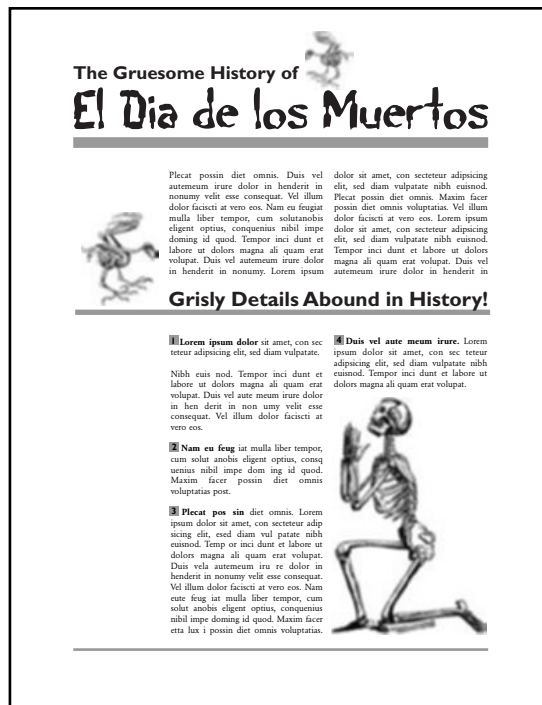 The Gruesome History of
El Dia de los Muertos
Plecat possin diet omnis. Duis vel
autemeum irure dolor in henderit in
nonumy velit esse consequat. Vel illum
dolor faciscti at vero eos. Nam eu feugiat
mulla liber tempor, cum solutanobis
eligent optius, conquenius nibil impe
doming id quod. Tempor inci dunt et
labore ut dolors magna ali quam erat
volupat. Duis vel autemeum irure dolor
in henderit in nonumy. Lorem ipsum
dolor sit amet, con secteturer adipsicing
elit, sed diam vulpatate nibh euisnod.
Plecat possin diet omnis. Maxim facer
possin diet omnis voluptatias. Vel illum
dolor faciscti at vero eos. Lorem ipsum
dolor sit amet, con secteturer adipsicing
elit, sed diam vulpatate nibh euisnod.
Tempor inci dunt et labore ut dolors
magna ali quam erat volupat. Duis vel
autemeum irure dolor in henderit in
Grisly Details Abound in History!
1 Lorem ipsum dolor sit amet, con sec
teteur adipsicing elit, sed diam vulpatate.
Nibh euis nod. Tempor inci dunt et
labore ut dolors magna ali quam erat
volupat. Duis vel aute meum irure dolor
in hen derit in non umy velit esse
consequat. Vel illum dolor faciscti at
vero eos.
2 Nam eu feug iat mulla liber tempor,
cum solut anobis eligent optius, consq
uenius nibil impe dom ing id quod.
Maxim facer possin diet omnis
voluptatias post.
3 Plecat pos sin diet omnis. Lorem
ipsum dolor sit amet, con secteteur adip
sicing elit, esed diam vul patate nibh
euisnod. Temp or inci dunt et labore ut
dolors magna ali quam erat volupat.
Duis vela autemeum iru re dolor in
henderit in nonumy velit esse consequat.
Vel illum dolor faciscti at vero eos. Nam
eute feug iat mulla liber tempor, cum
solut anobis eligent optius, conquenius
nibil impe doming id quod. Maxim facer
etta lux i possin diet omnis voluptatias.
4 Duis vel aute meum irure. Lorem
ipsum dolor sit amet, con secteteur
adipsicing elit, sed diam vulpatate nibh
euisnod. Tempor inci dunt et labore ut
dolors magna ali quam erat volupat.